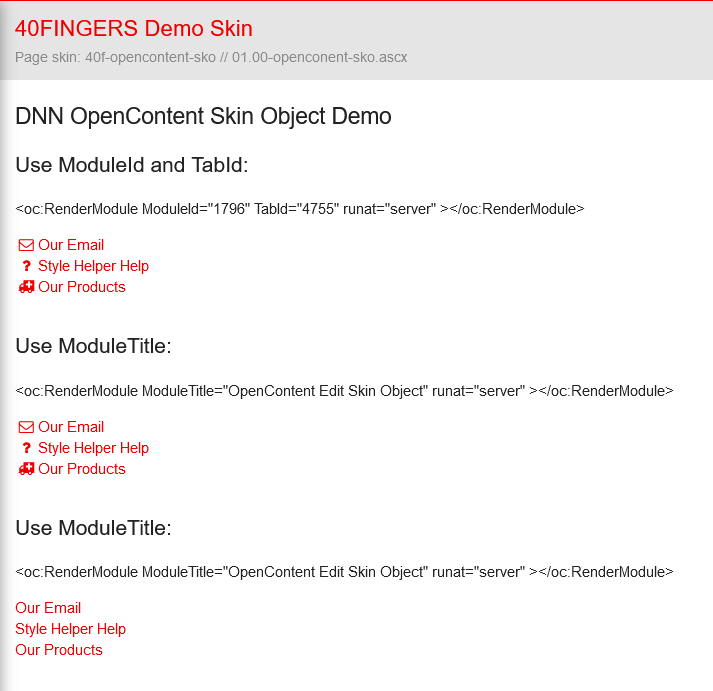 40FINGERS Demo Skin
Page skin: 40f-opencontent-sko // 01.00-openconent-sko.ascx
DNN OpenContent Skin Object Demo
Use ModuleId and TabId:
<oc:RenderModule ModuleId="1796" TabId="4755" runat="server" ></oc:RenderModule>
Our Email
Style Helper Help
Our Products
Use ModuleTitle:
<oc:RenderModule ModuleTitle="OpenContent Edit Skin Object" runat="server" ></oc:RenderModule>
Our Email
Style Helper Help
Our Products
Use ModuleTitle:
<oc:RenderModule ModuleTitle="OpenContent Edit Skin Object" runat="server" ></oc:RenderModule>
Our Email
Style Helper Help
Our Products